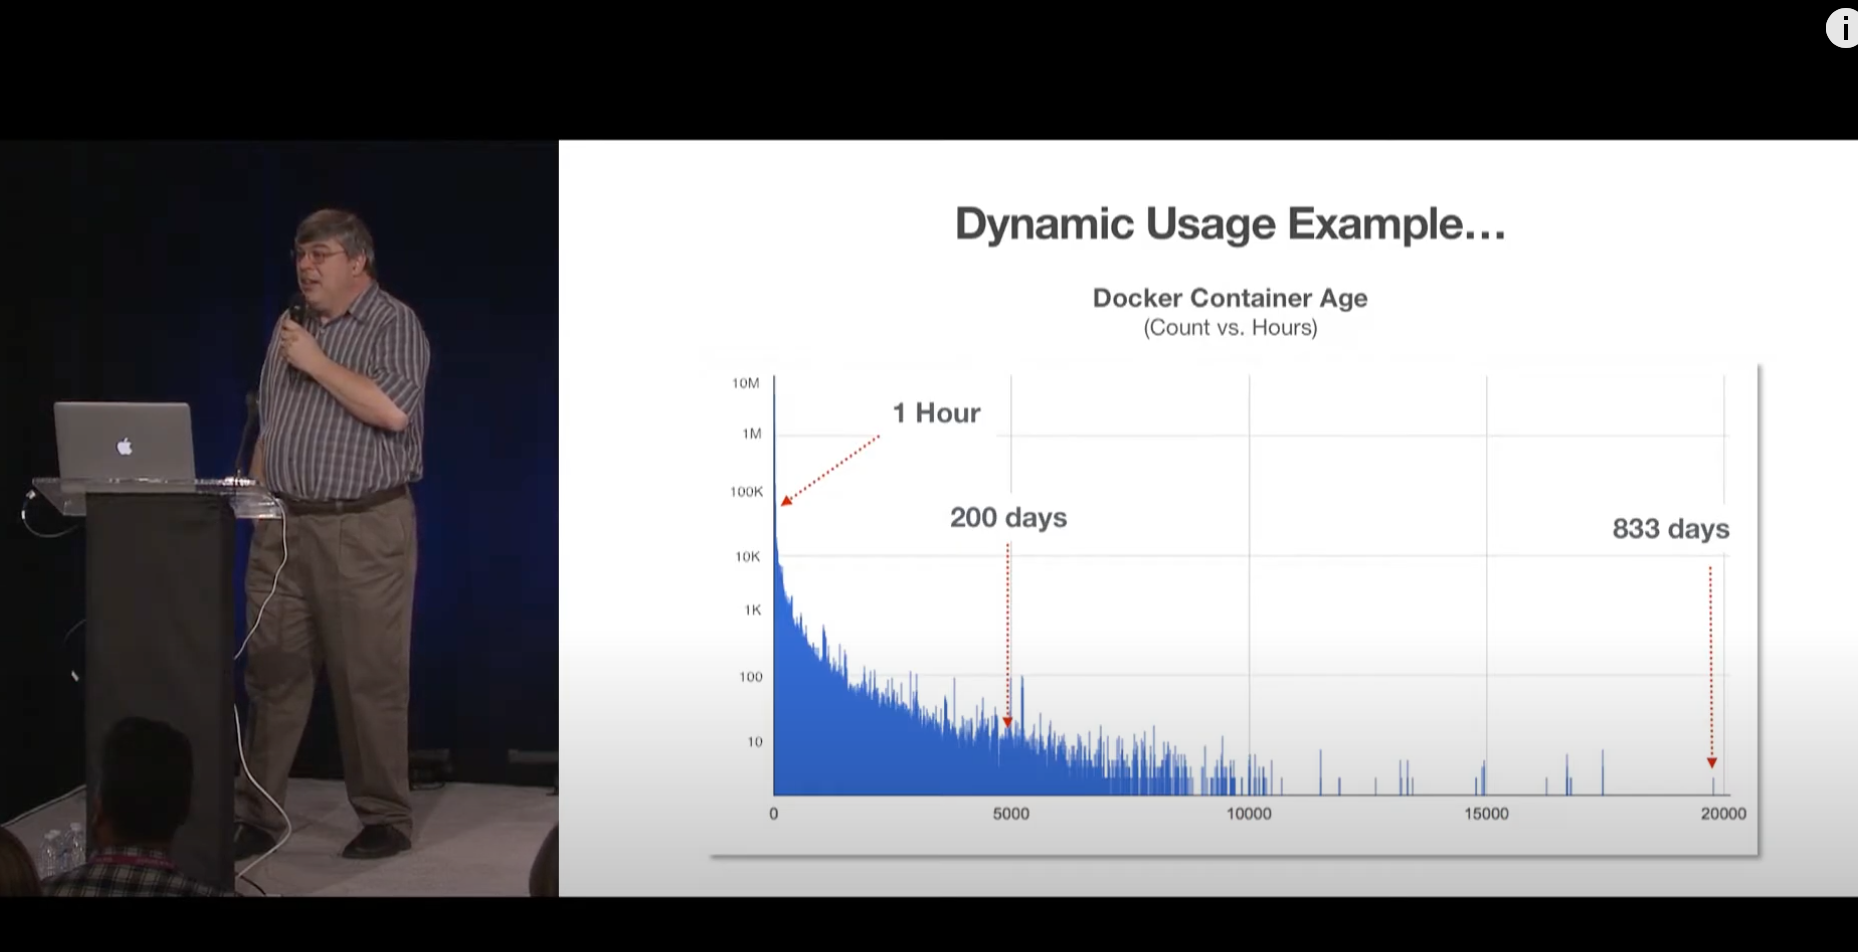 i
Dynamic Usage Example...
Docker Container Age
(Count vs. Hours)
10M
1M
100K
10K
1K
100
10
1 Hour
200 days
833 days
0
5000
10000
15000
20000